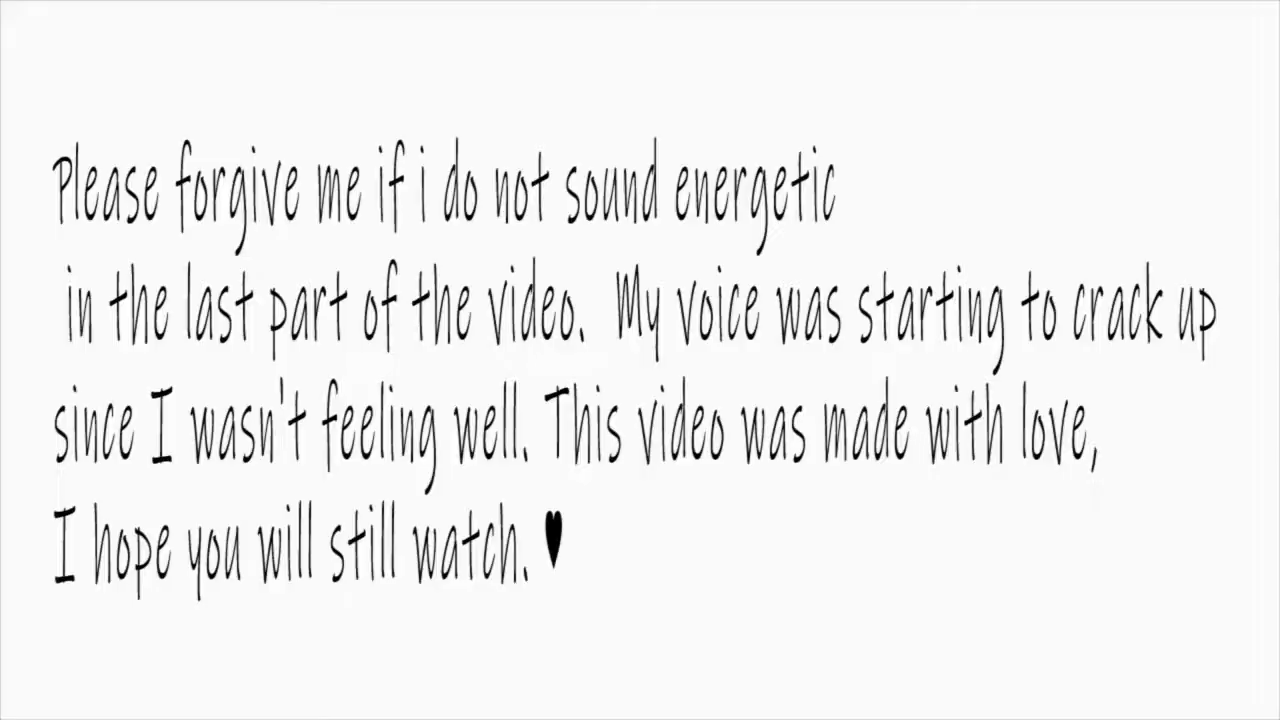 Please forgive me if i do not sound energetic
in the last part of the video. My voice was starting to crack up
since I wasn't feeling well. This video was made with love,
I hope you will still watch. ♥